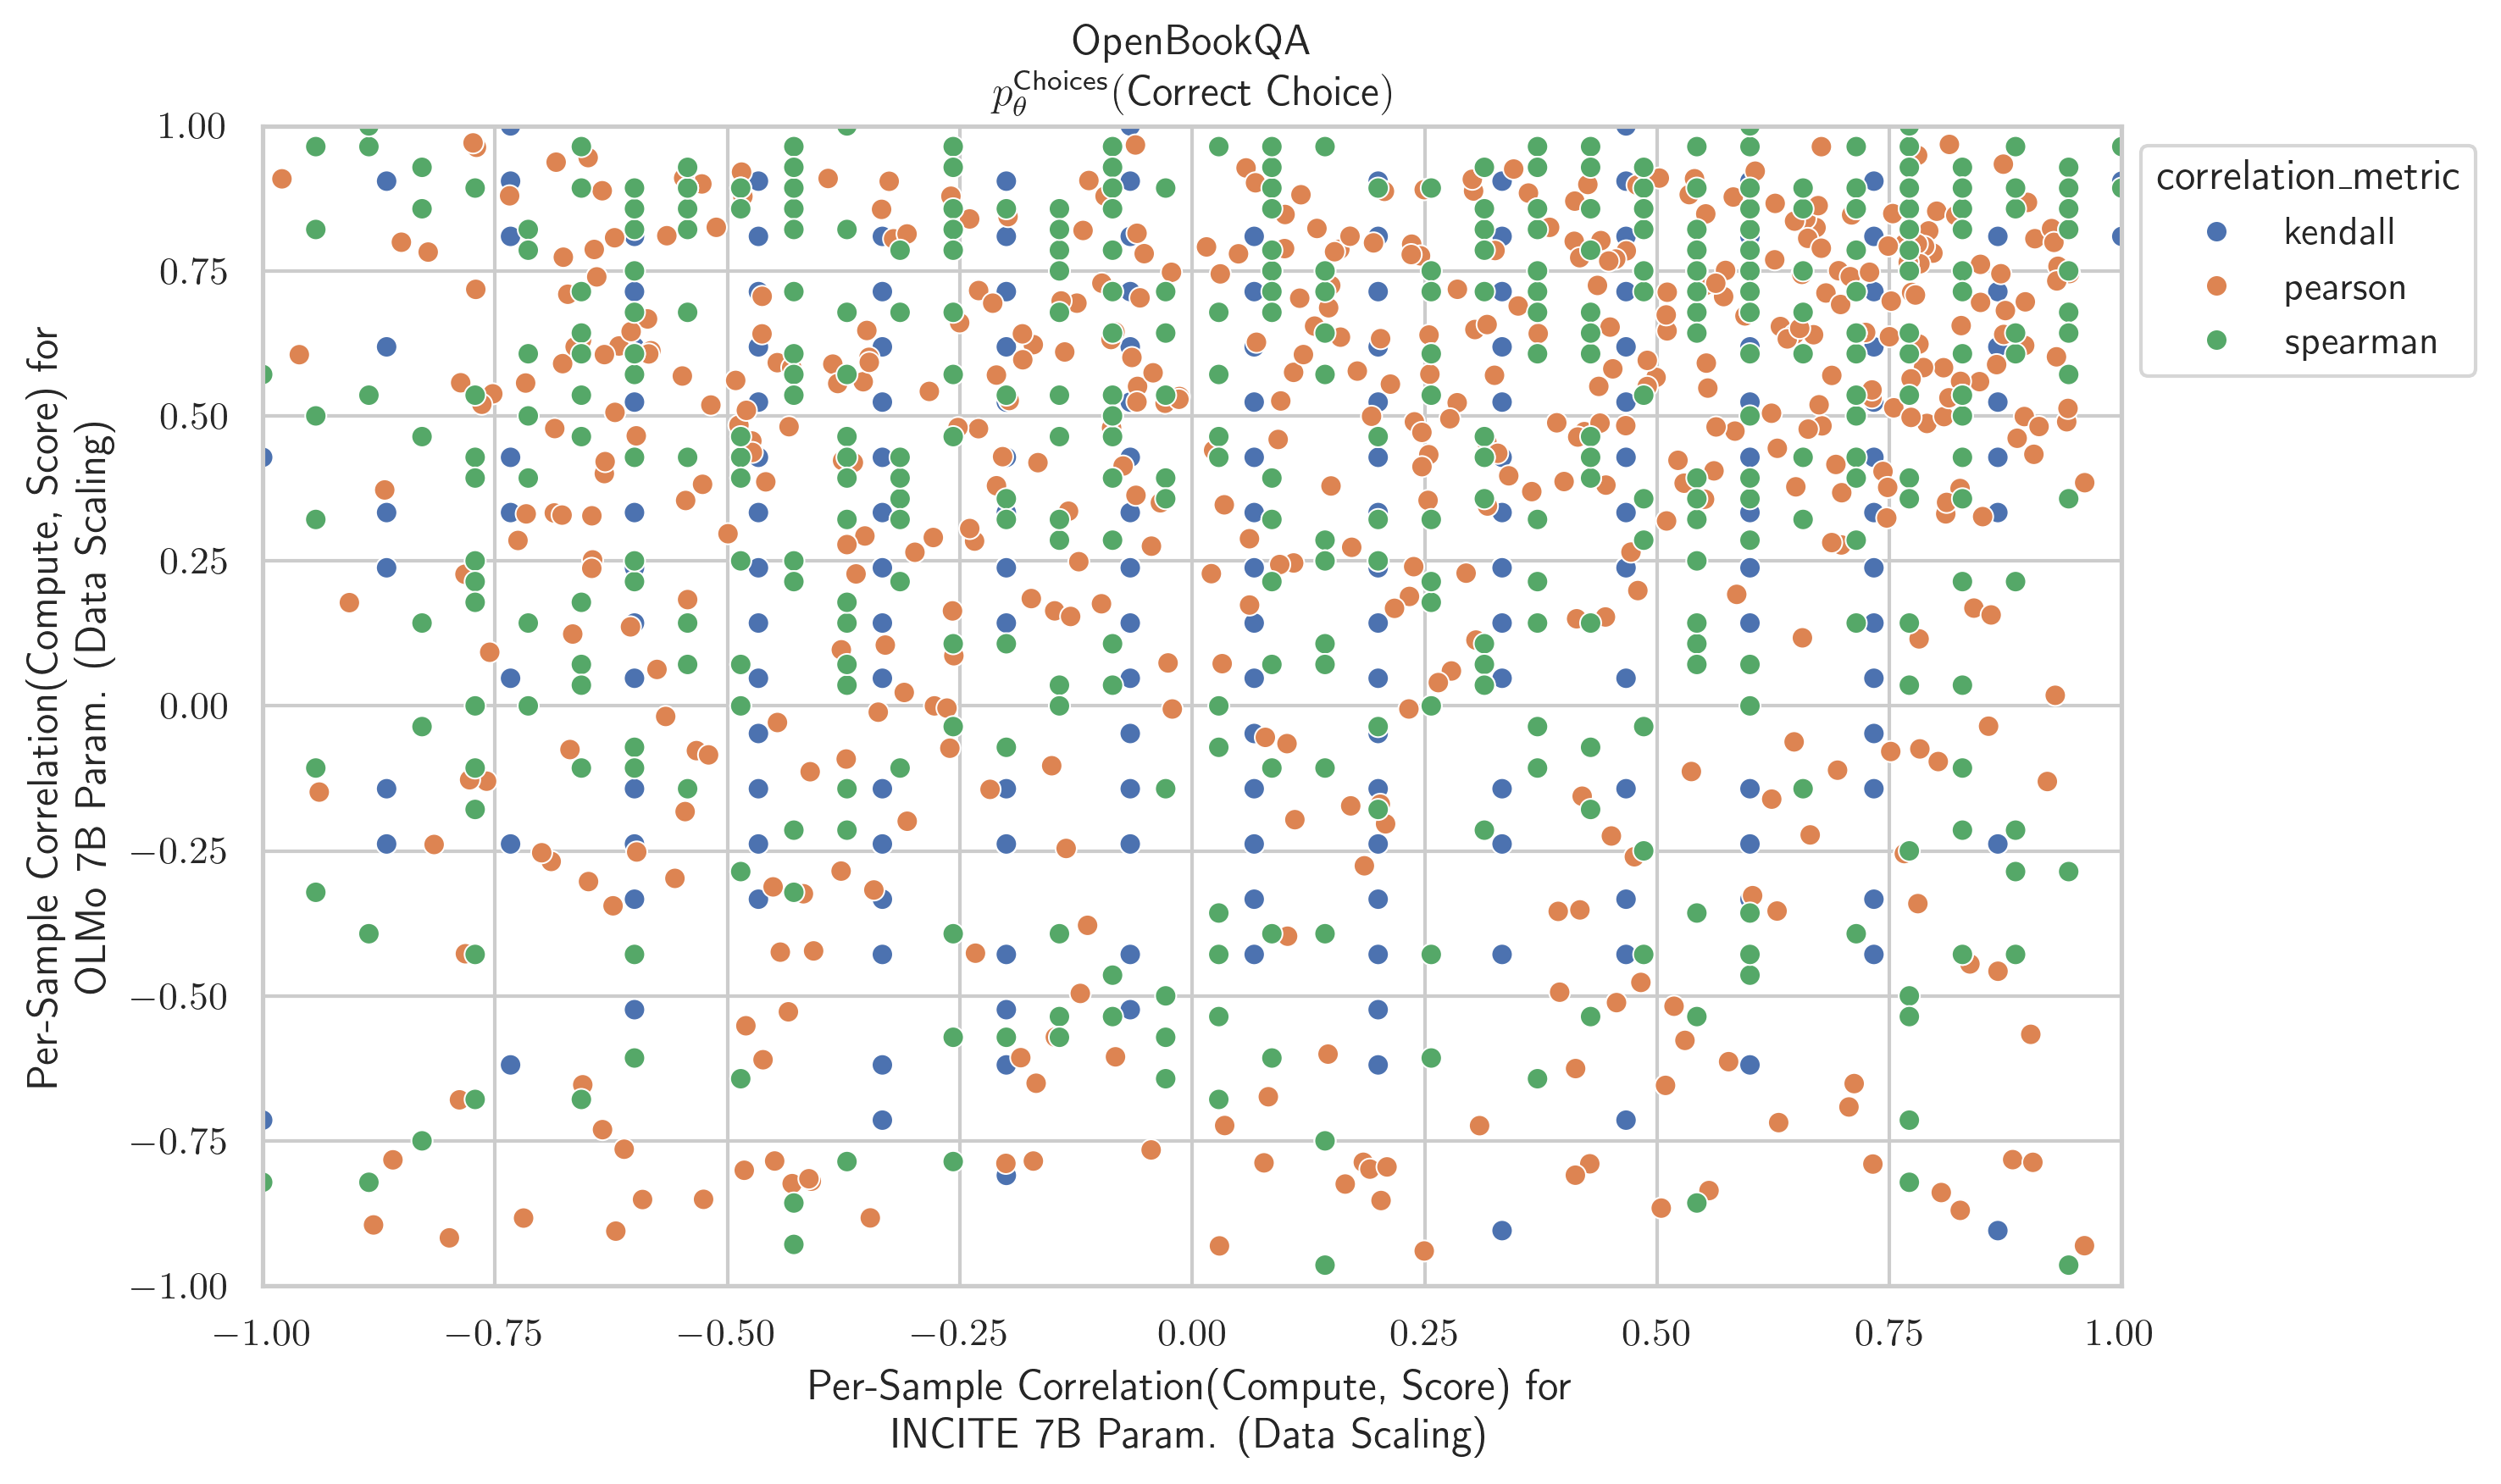 OpenBookQA
p_θ^Choices(Correct Choice)
1.00
0.75
0.50
0.25
0.00
−0.25
−0.50
−0.75
−1.00
Per-Sample Correlation(Compute, Score) for
OLMo 7B Param. (Data Scaling)
−1.00 −0.75 −0.50 −0.25 0.00 0.25 0.50 0.75 1.00
Per-Sample Correlation(Compute, Score) for
INCITE 7B Param. (Data Scaling)
correlation_metric
kendall
pearson
spearman